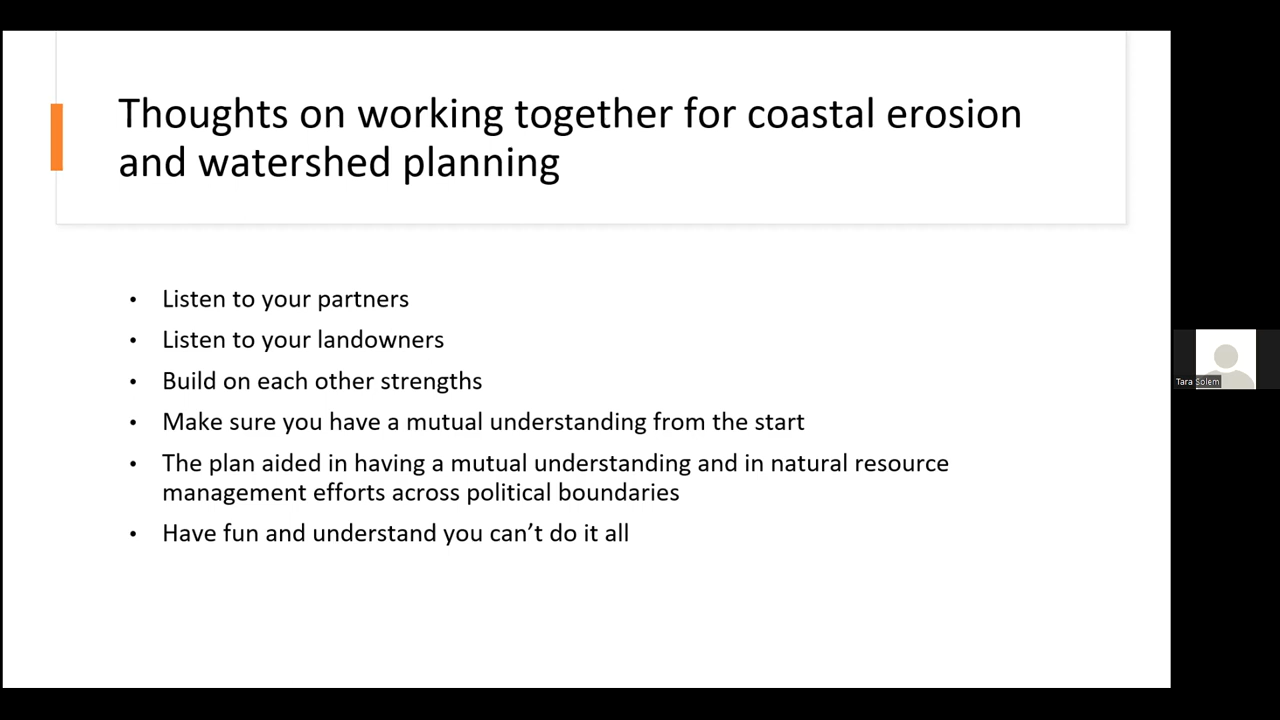 Thoughts on working together for coastal erosion
and watershed planning
• Listen to your partners
• Listen to your landowners
• Build on each other strengths
• Make sure you have a mutual understanding from the start
• The plan aided in having a mutual understanding and in natural resource
management efforts across political boundaries
• Have fun and understand you can’t do it all
Tara Solem